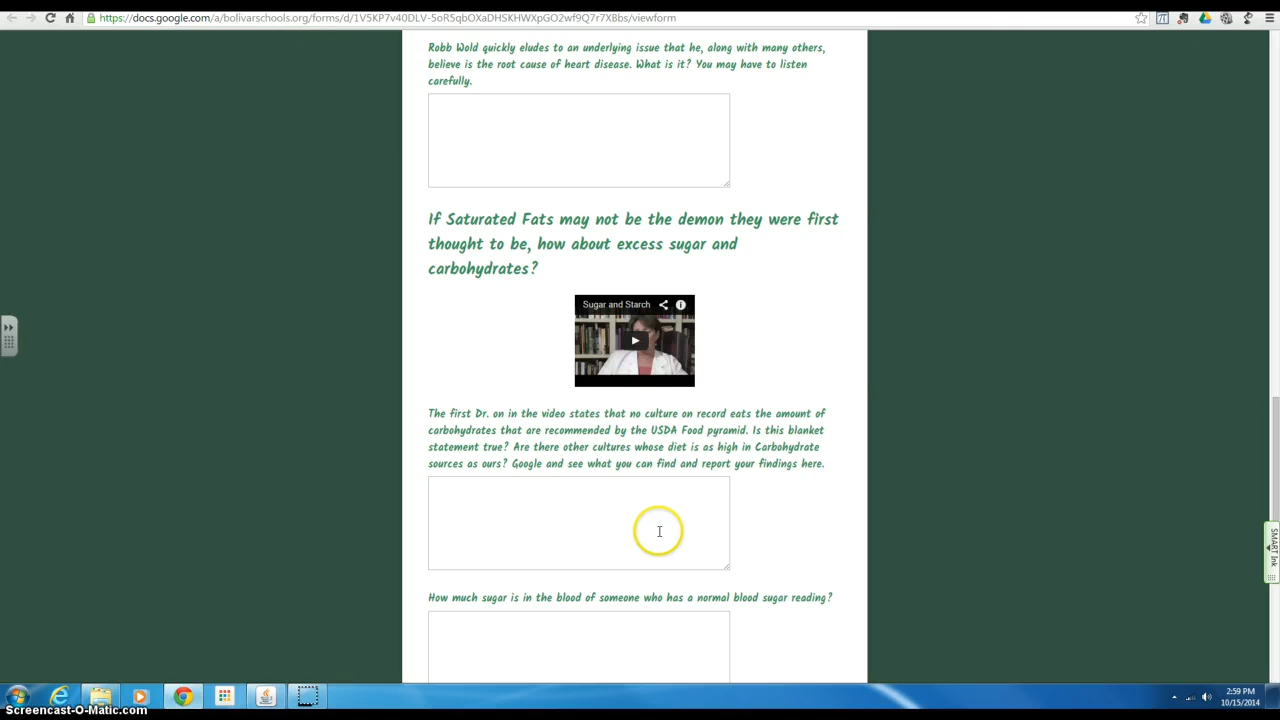 https://docs.google.com/a/bolivarschools.org/forms/d/1V5KP7v40DLV-5oR5qbOXaDHSKHWXpGO2wf9Q7r7XBbs/viewform
Robb Wold quickly eludes to an underlying issue that he, along with many others,
believe is the root cause of heart disease. What is it? You may have to listen
carefully.
If Saturated Fats may not be the demon they were first
thought to be, how about excess sugar and
carbohydrates?
Sugar and Starch
The first Dr. on in the video states that no culture on record eats the amount of
carbohydrates that are recommended by the USDA Food pyramid. Is this blanket
statement true? Are there other cultures whose diet is as high in Carbohydrate
sources as ours? Google and see what you can find and report your findings here.
SMART Ink
How much sugar is in the blood of someone who has a normal blood sugar reading?
2:59 PM
10/15/2014
Screencast-O-Matic.com